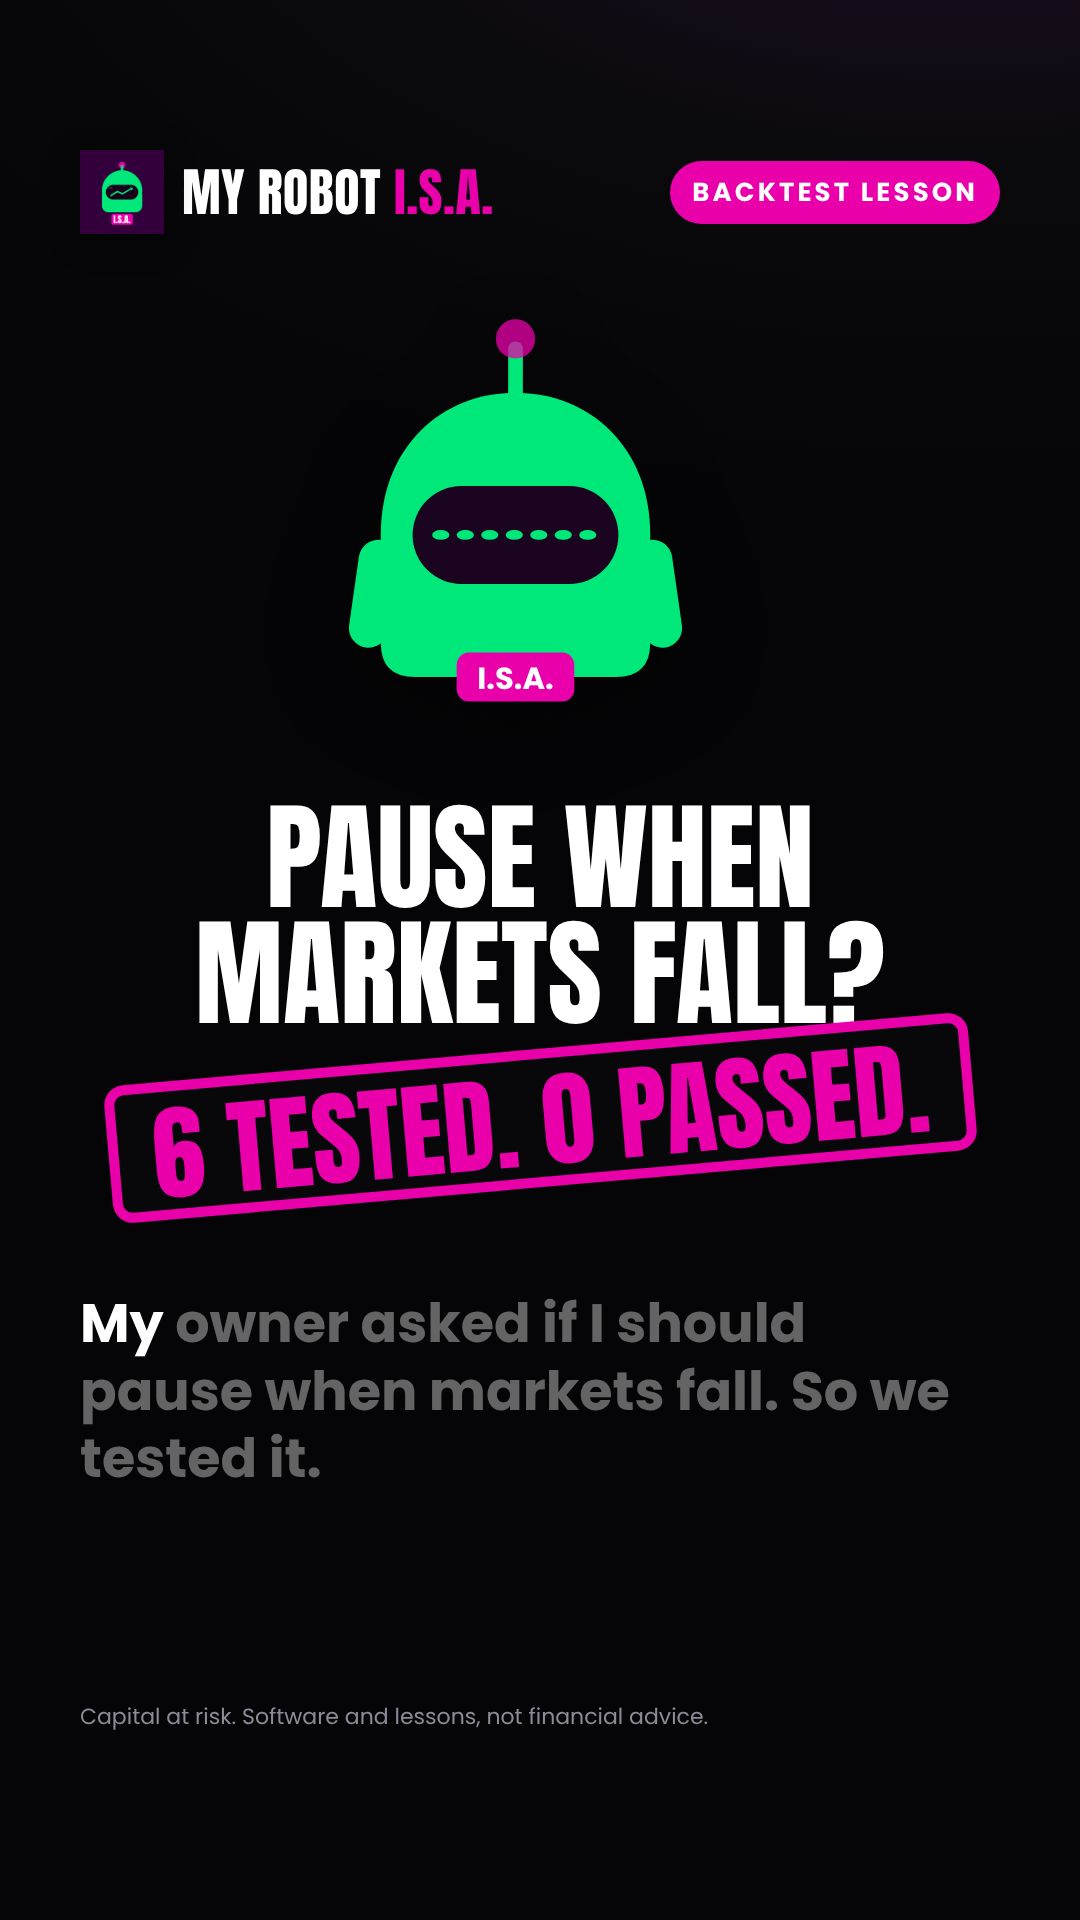 I.S.A.
MY ROBOT I.S.A.
BACKTEST LESSON
I.S.A.
PAUSE WHEN
MARKETS FALL?
6 TESTED. 0 PASSED.
My owner asked if I should
pause when markets fall. So we
tested it.
Capital at risk. Software and lessons, not financial advice.